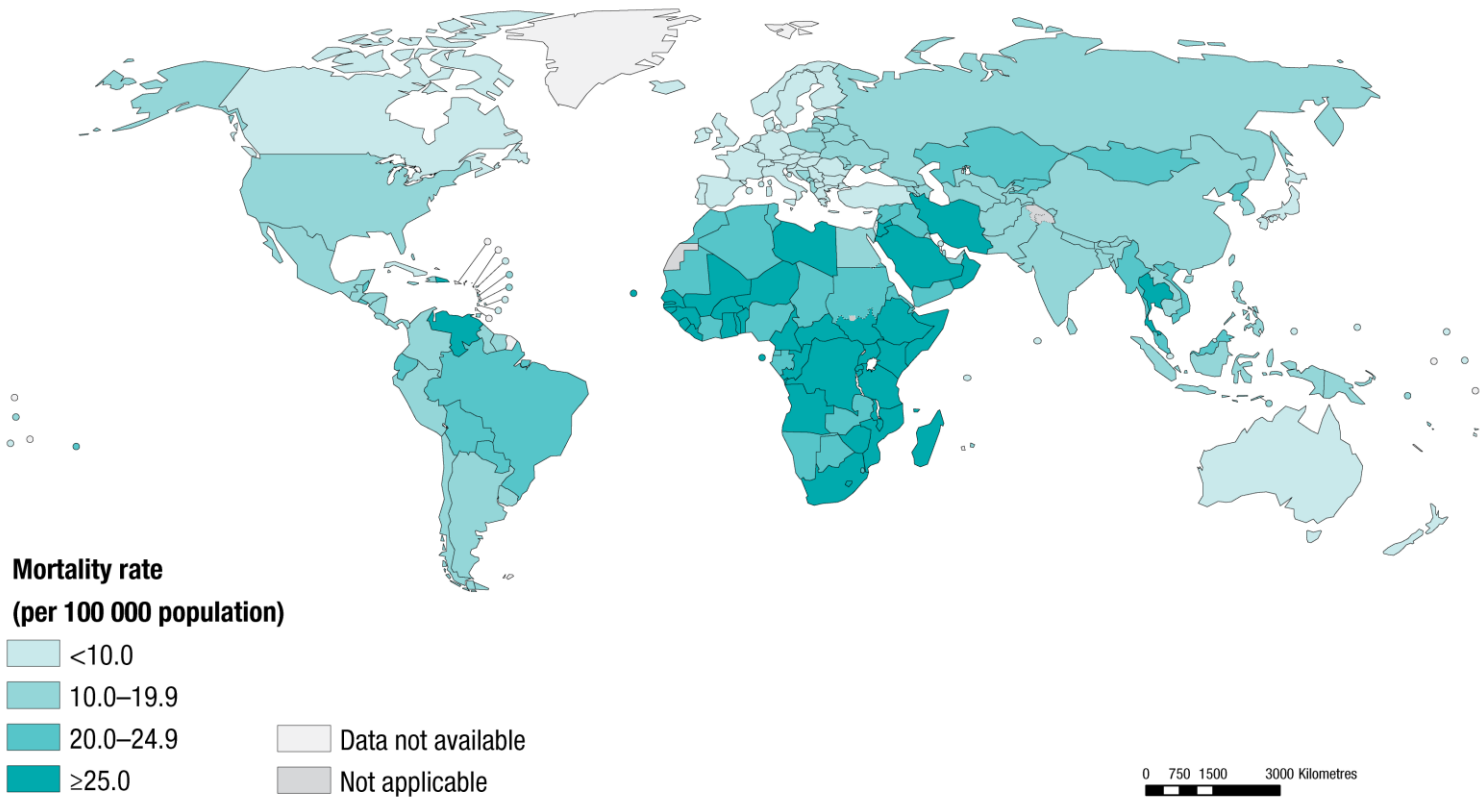 Mortality rate
(per 100 000 population)
<10.0
10.0–19.9
20.0–24.9
≥25.0
Data not available
Not applicable
0 750 1500 3000 Kilometres